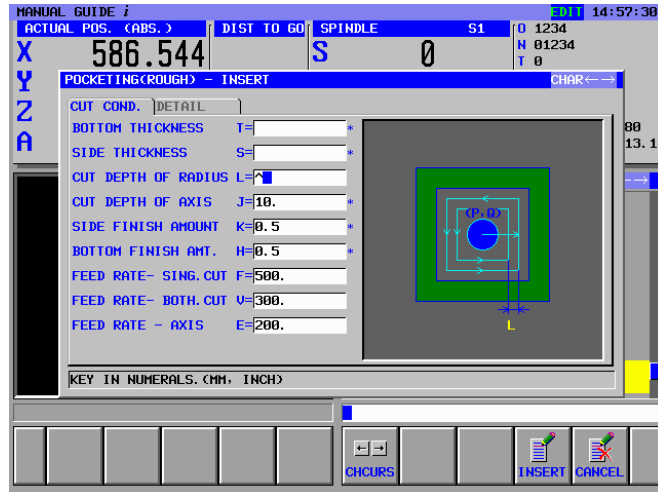 MANUAL GUIDE i EDIT 14:57:30
ACTUAL POS. (ABS.) DIST TO GO SPINDLE S1 O 1234
X 586.544 S 0 N 01234
T 0
Y
POCKETING(ROUGH) - INSERT CHAR←→
Z
CUT COND. DETAIL
A
BOTTOM THICKNESS T= *
80
SIDE THICKNESS S= *
13.1
CUT DEPTH OF RADIUS L=^
CUT DEPTH OF AXIS J=10. *
SIDE FINISH AMOUNT K=0.5 *
BOTTOM FINISH AMT. H=0.5 *
FEED RATE- SING.CUT F=500.
FEED RATE- BOTH.CUT V=300.
FEED RATE - AXIS E=200.
(P,Q)
L
KEY IN NUMERALS.(MM, INCH)
←→
CHCURS INSERT CANCEL